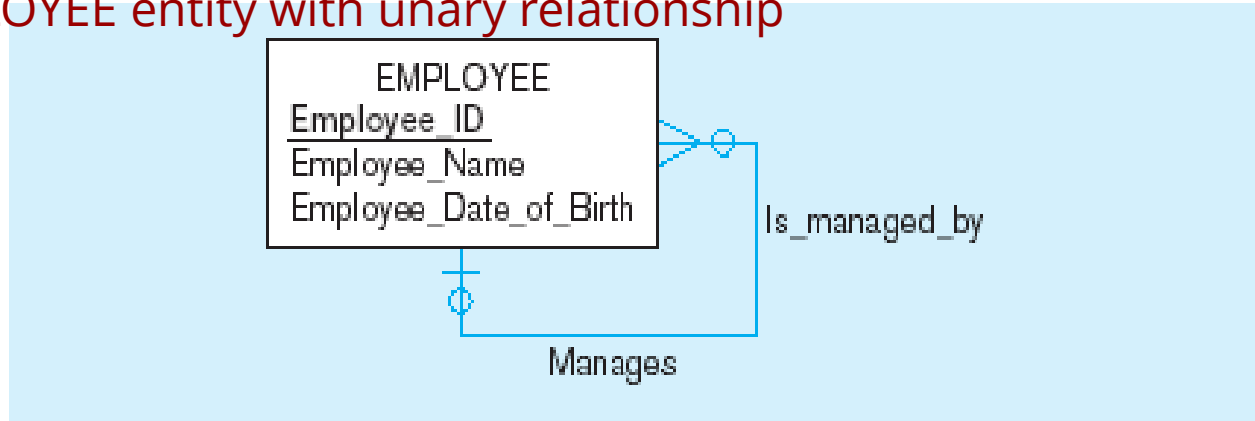 OYEE entity with unary relationship
EMPLOYEE
Employee_ID
Employee_Name
Employee_Date_of_Birth
Is_managed_by
Manages